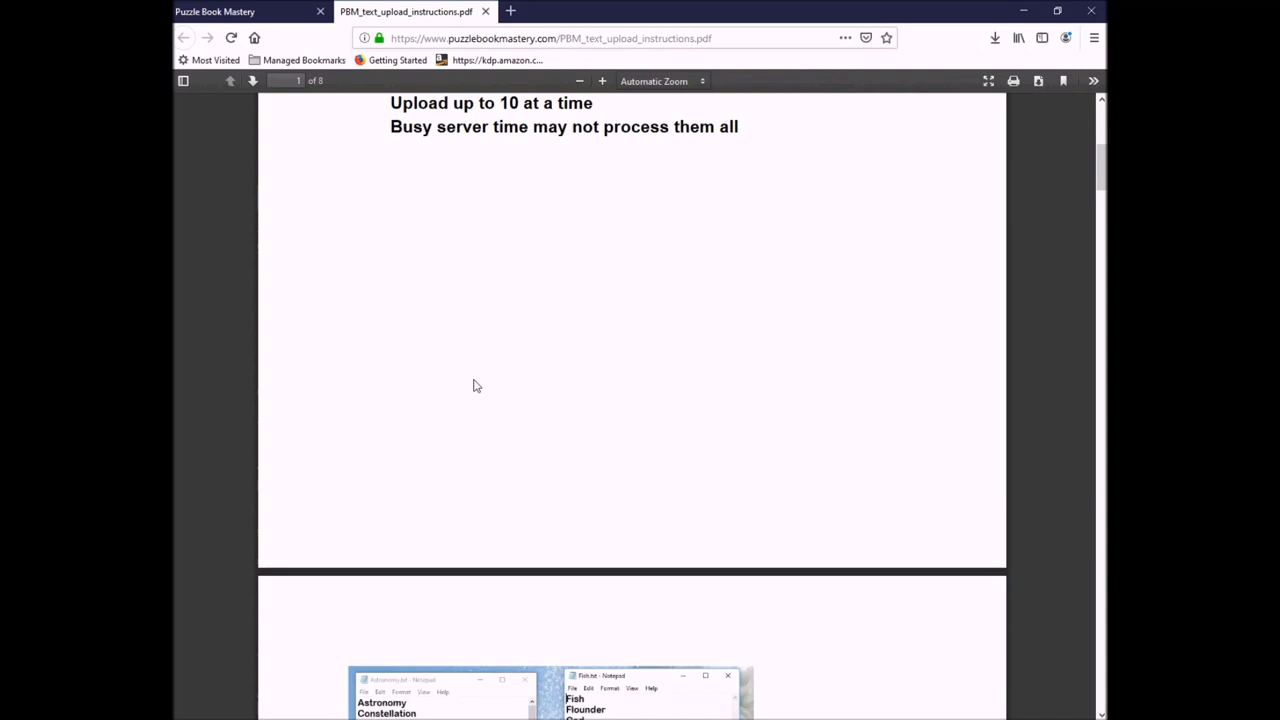 Puzzle Book Mastery
PBM_text_upload_instructions.pdf
https://www.puzzlebookmastery.com/PBM_text_upload_instructions.pdf
Most Visited
Managed Bookmarks
Getting Started
https://kdp.amazon.c...
1 of 8
Automatic Zoom
Upload up to 10 at a time
Busy server time may not process them all
Astronomy.txt - Notepad
File Edit Format View Help
Astronomy
Constellation
Fish.txt - Notepad
File Edit Format View Help
Fish
Flounder